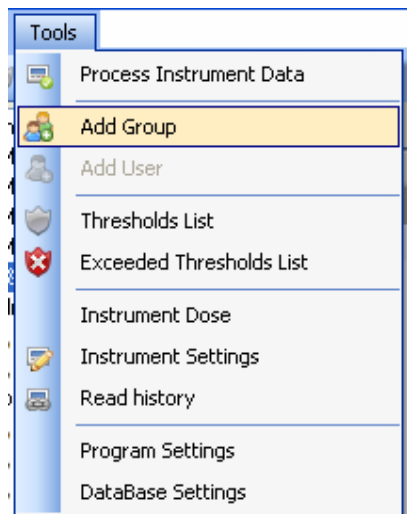 Tools
Process Instrument Data
Add Group
Add User
Thresholds List
Exceeded Thresholds List
Instrument Dose
Instrument Settings
Read history
Program Settings
DataBase Settings